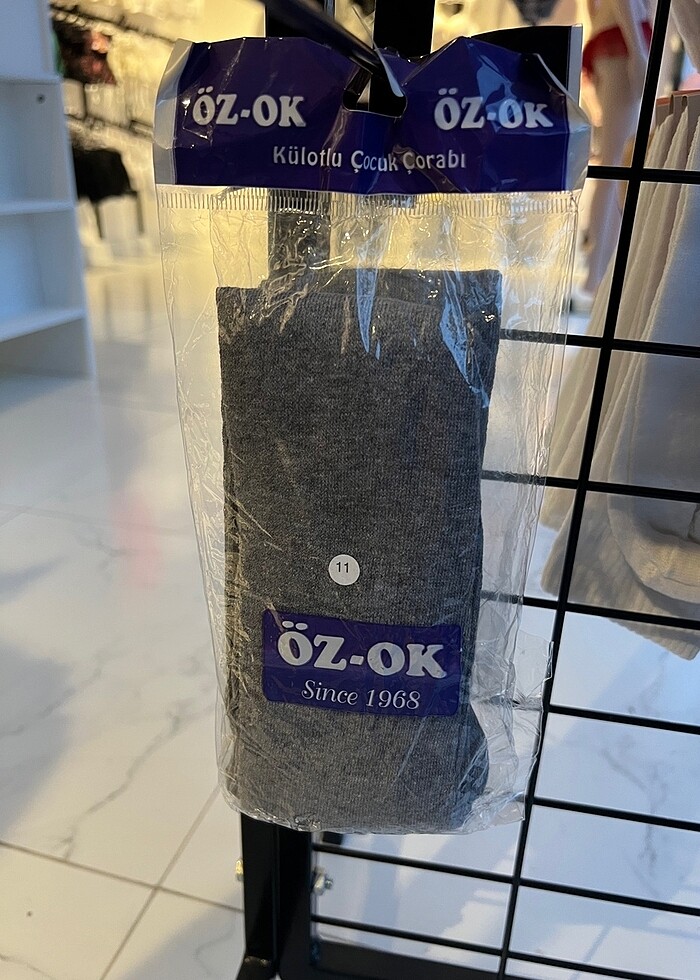 ÖZ-OK ÖZ-OK
Külotlu Çocuk Çorabı
11
ÖZ-OK
Since 1968